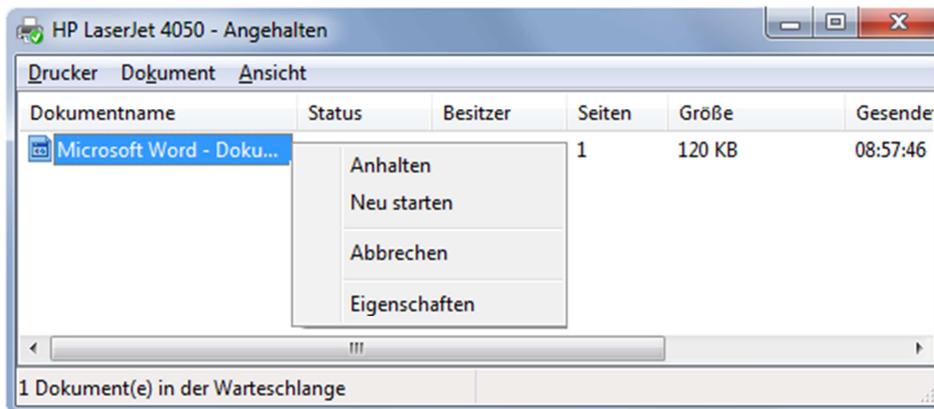 HP LaserJet 4050 - Angehalten
Drucker Dokument Ansicht
Dokumentname Status Besitzer Seiten Größe Gesende
Microsoft Word - Doku... 1 120 KB 08:57:46
Anhalten
Neu starten
Abbrechen
Eigenschaften
1 Dokument(e) in der Warteschlange